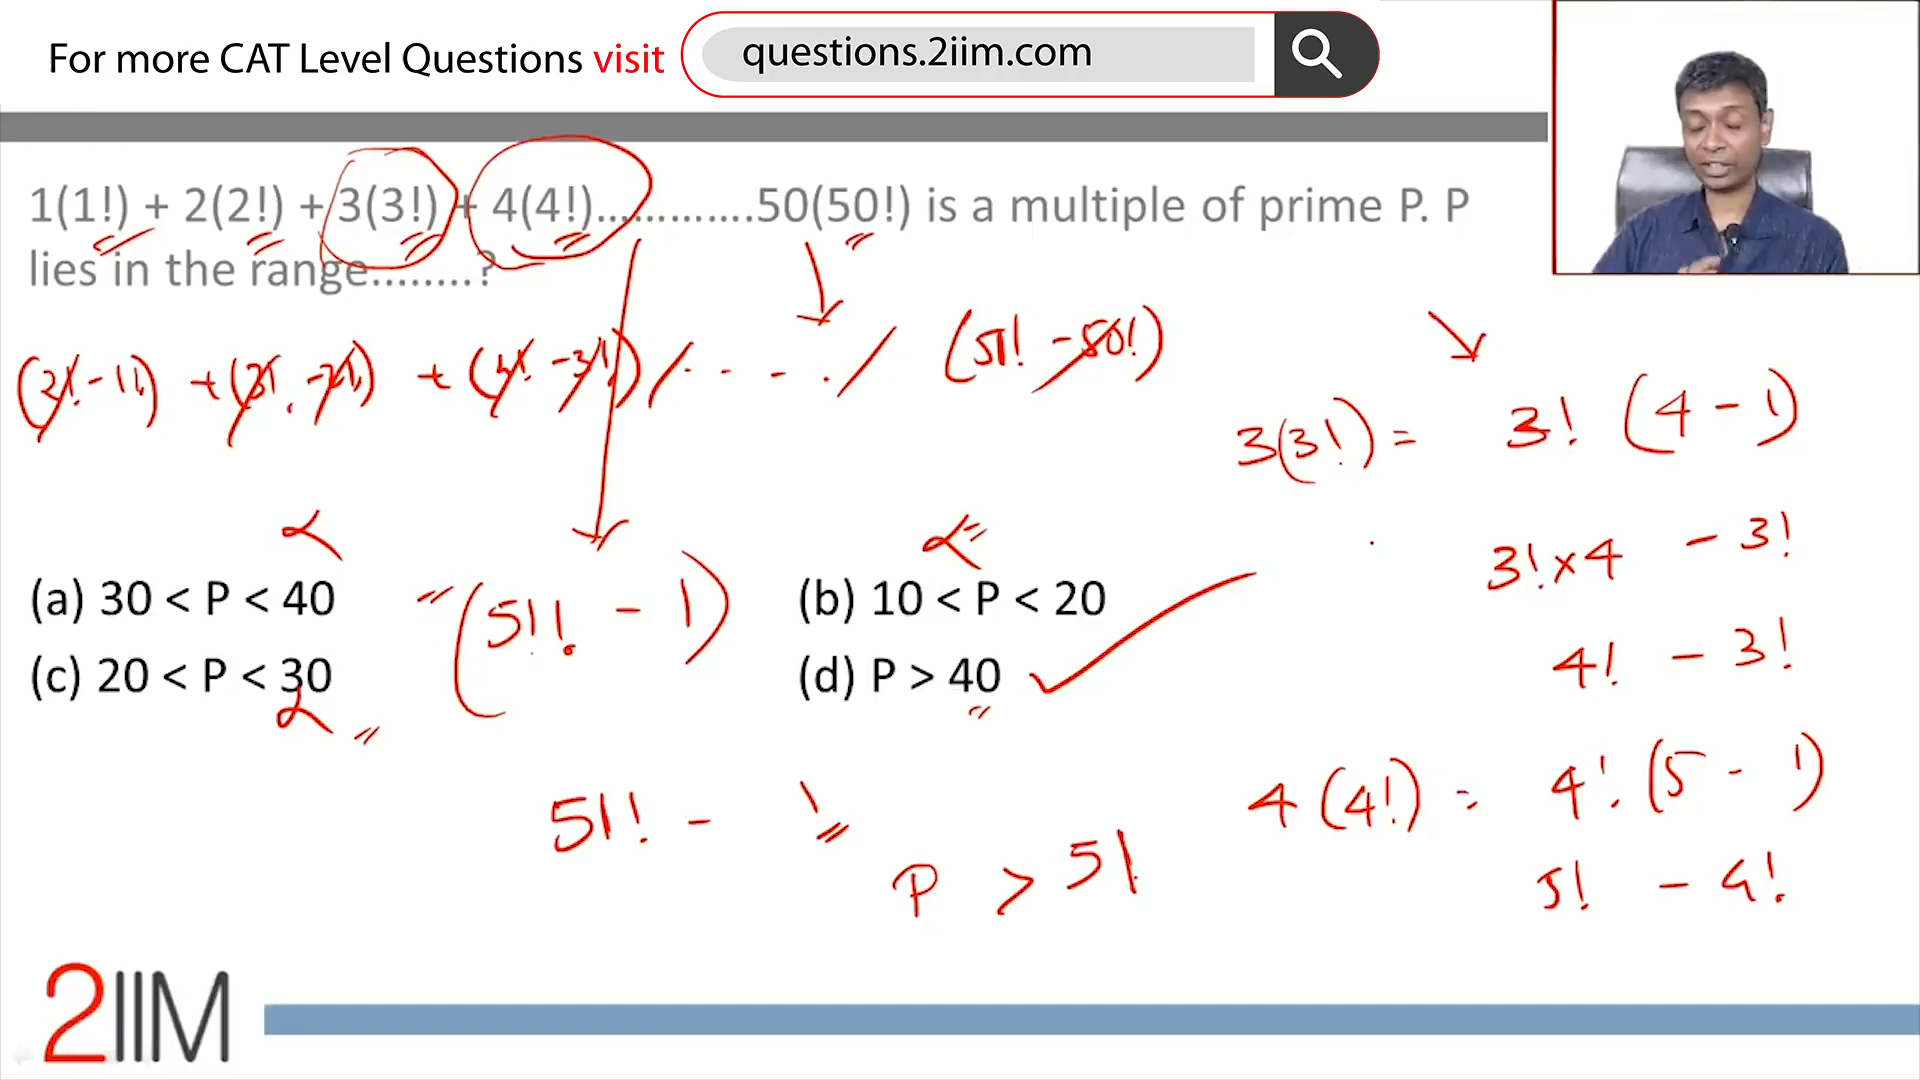 For more CAT Level Questions visit questions.2iim.com
1(1!) + 2(2!) + 3(3!) + 4(4!).............50(50!) is a multiple of prime P. P
lies in the range........?
(2! - 1!) + (3! - 2!) + (4! - 3!) . . . . (51! - 50!)
3(3!) = 3! (4 - 1)
3! x 4 - 3!
4! - 3!
(a) 30 < P < 40
(51! - 1)
(b) 10 < P < 20
(c) 20 < P < 30
(d) P > 40
51! - 1
P > 51
4(4!) = 4! (5 - 1)
5! - 4!
2IIM